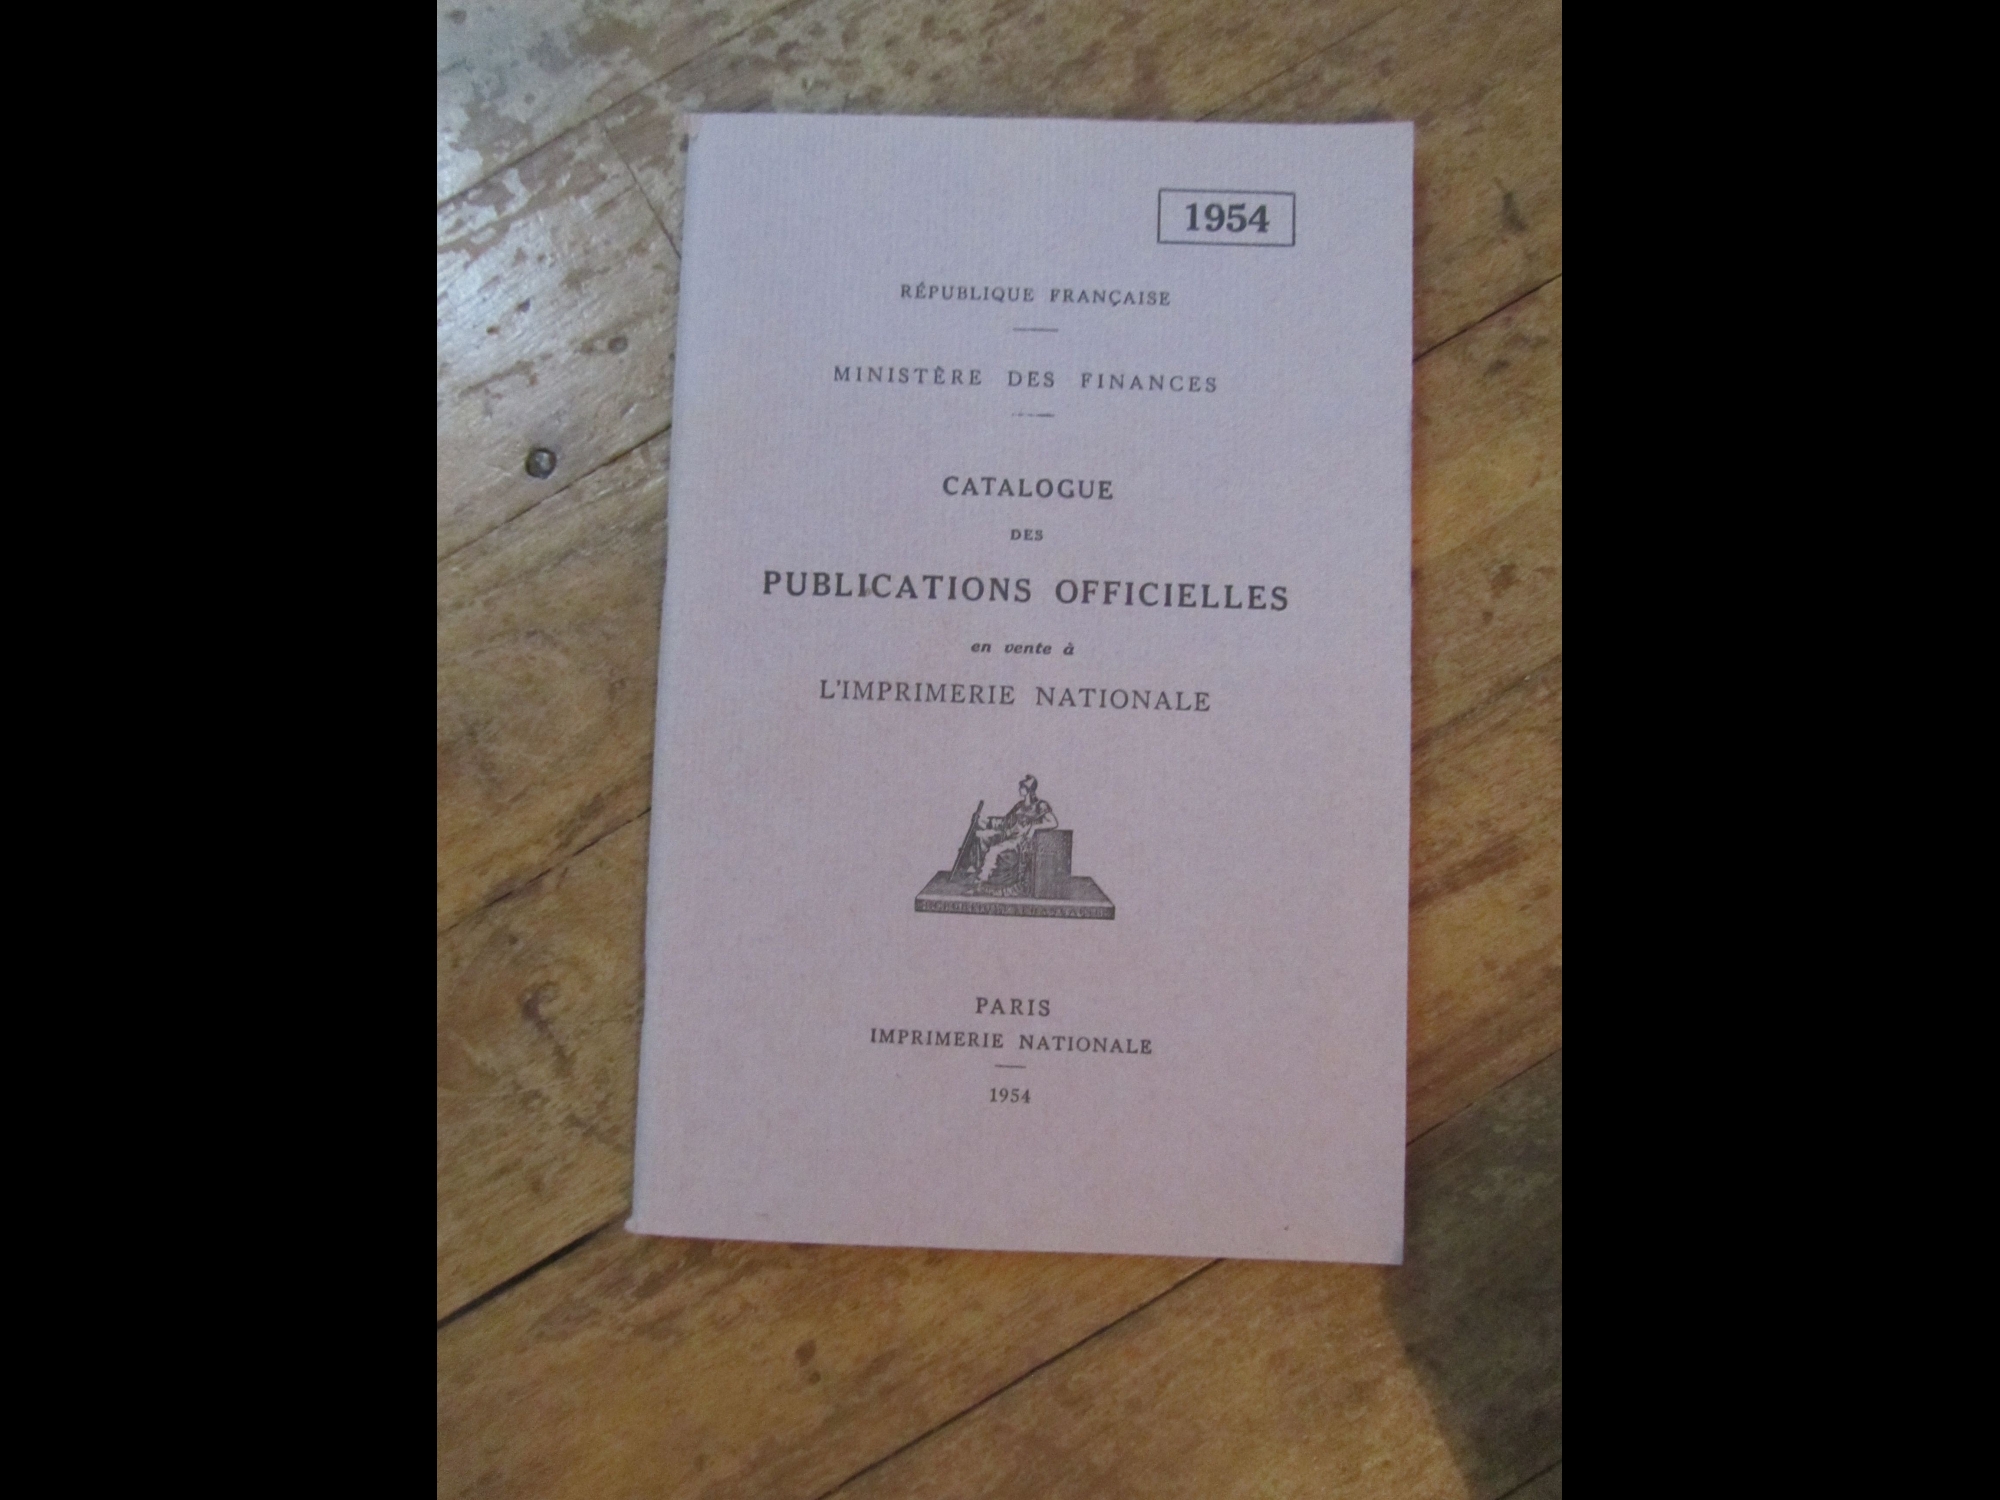 1954
RÉPUBLIQUE FRANÇAISE
MINISTÈRE DES FINANCES
CATALOGUE
DES
PUBLICATIONS OFFICIELLES
en vente à
L'IMPRIMERIE NATIONALE
PARIS
IMPRIMERIE NATIONALE
1954